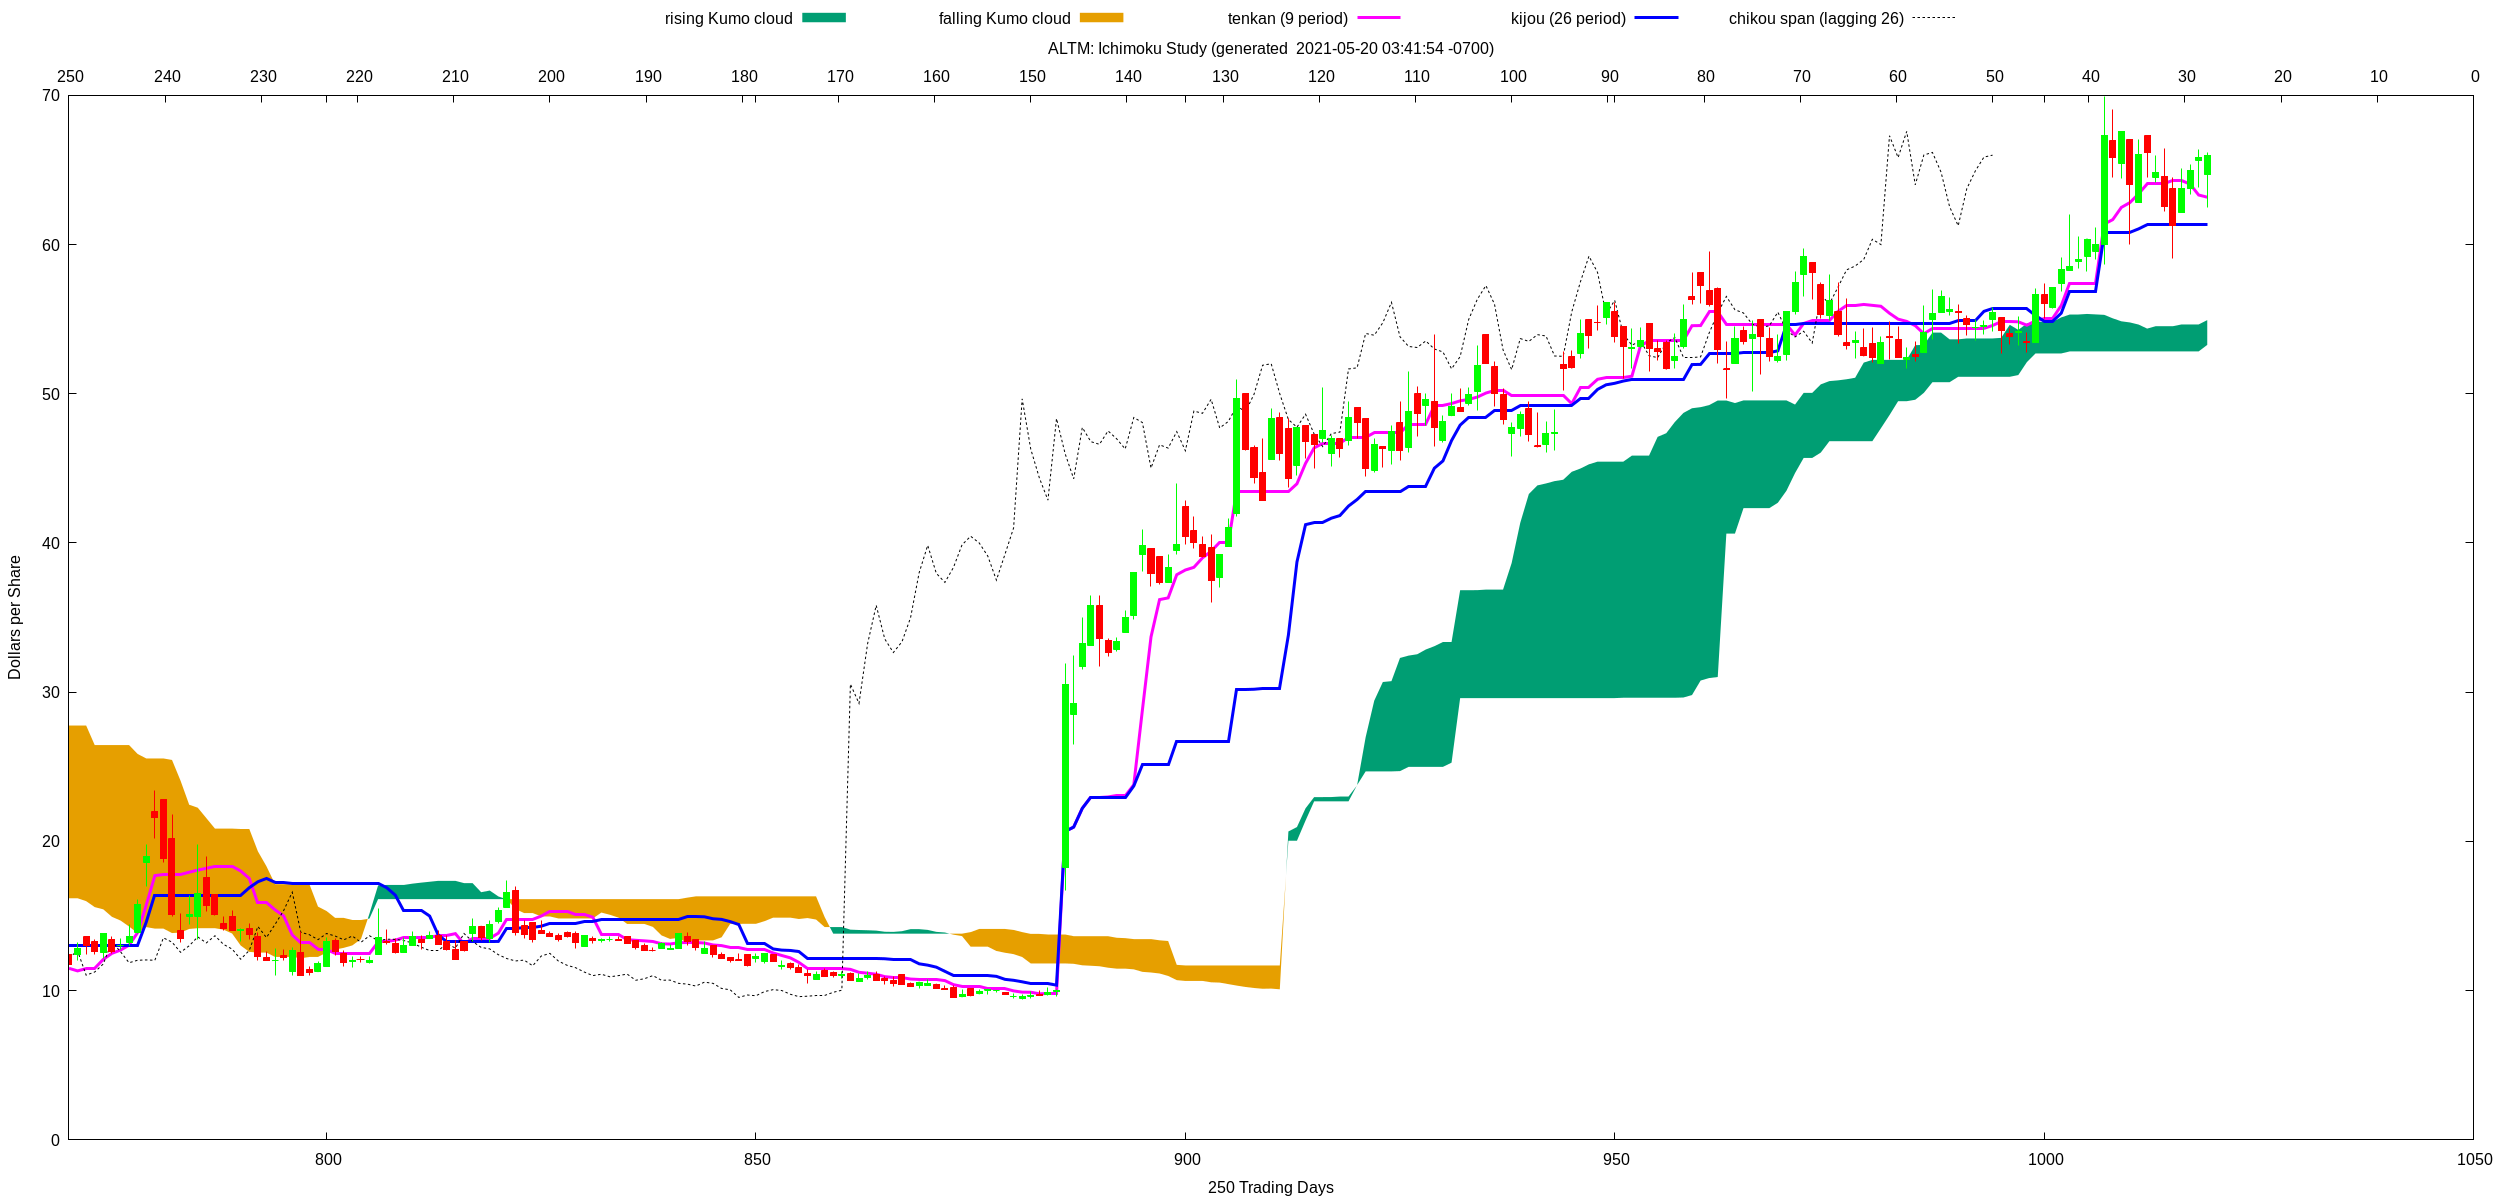 rising Kumo cloud falling Kumo cloud tenkan (9 period) kijou (26 period) chikou span (lagging 26)
ALTM: Ichimoku Study (generated  2021-05-20 03:41:54 -0700)
250 240 230 220 210 200 190 180 170 160 150 140 130 120 110 100 90 80 70 60 50 40 30 20 10 0
70
60
50
40
30
20
10
0
Dollars per Share
800 850 900 950 1000 1050
250 Trading Days